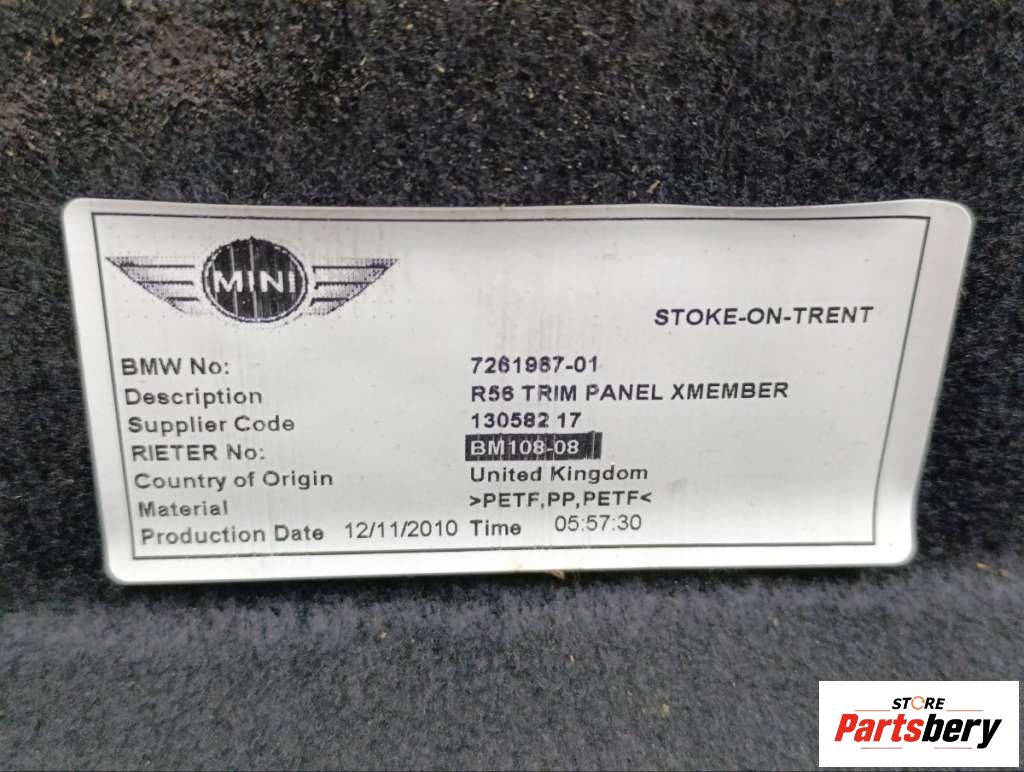 MINI
STOKE-ON-TRENT
BMW No: 7261987-01
Description R56 TRIM PANEL XMEMBER
Supplier Code 130582 17
RIETER No: BM108-08
Country of Origin United Kingdom
Material >PETF,PP,PETF<
Production Date 12/11/2010 Time 05:57:30
STORE
Partsbery